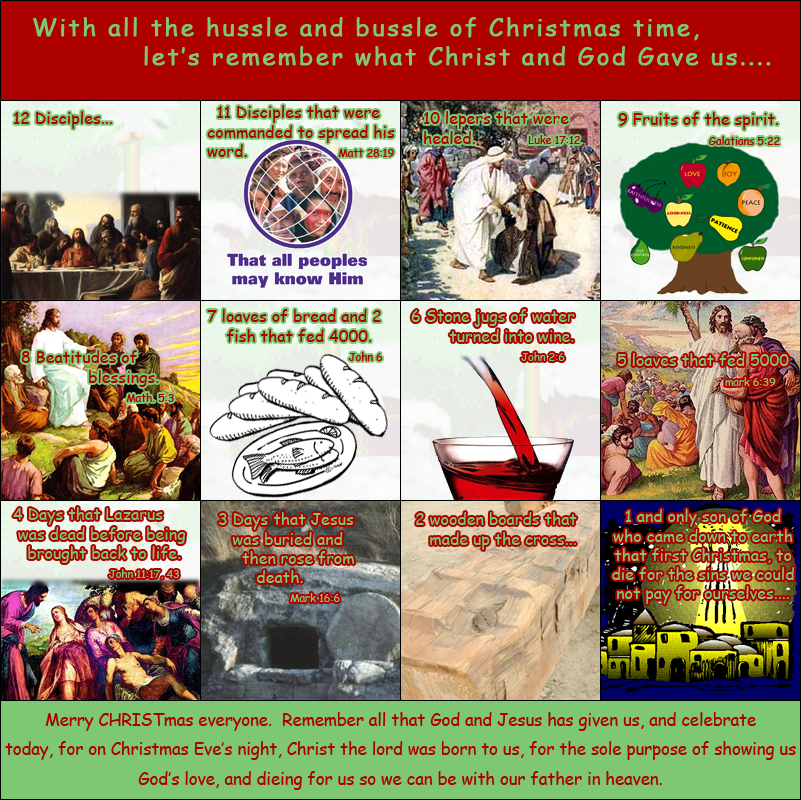 With all the hussle and bussle of Christmas time,
let's remember what Christ and God Gave us....
12 Disciples...
11 Disciples that were
commanded to spread his
word.
Matt 28:19
That all peoples
may know Him
10 lepers that were
healed.
Luke 17:12
9 Fruits of the spirit.
Galatians 5:22
LOVE
JOY
FAITHFULNESS
GOODNESS
PEACE
PATIENCE
KINDNESS
SELF
CONTROL
8 Beatitudes of
blessings.
Math. 5:3
7 loaves of bread and 2
fish that fed 4000.
John 6
6 Stone jugs of water
turned into wine.
John 2:6
5 loaves that fed 5000
mark 6:39
4 Days that Lazarus
was dead before being
brought back to life.
John 11:17, 43
3 Days that Jesus
was buried and
then rose from
death.
Mark 16:6
2 wooden boards that
made up the cross...
1 and only son of God
who came down to earth
that first Christmas, to
die for the sins we could
not pay for ourselves....
Merry CHRISTmas everyone. Remember all that God and Jesus has given us, and celebrate
today, for on Christmas Eve's night, Christ the lord was born to us, for the sole purpose of showing us
God's love, and dieing for us so we can be with our father in heaven.